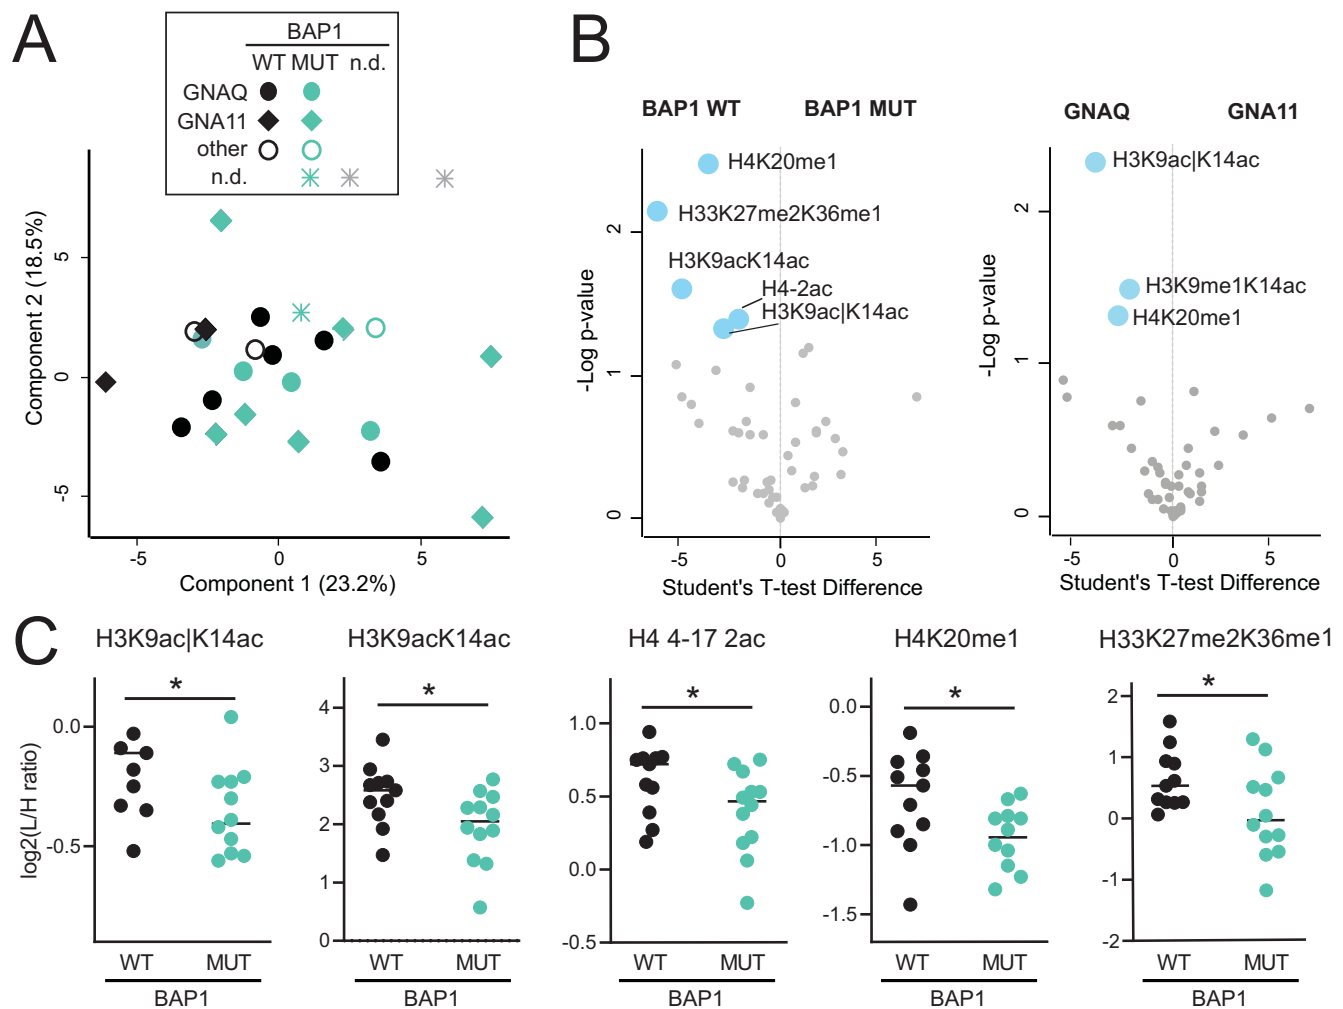 A
BAP1
WT MUT n.d.
GNAQ
GNA11
other
n.d.
Component 2 (18.5%)
5
0
-5
-5 0 5
Component 1 (23.2%)
B
BAP1 WT BAP1 MUT
H4K20me1
H33K27me2K36me1
H3K9acK14ac
H4-2ac
H3K9ac|K14ac
-Log p-value
2
1
0
-5 0 5
Student's T-test Difference
GNAQ GNA11
H3K9ac|K14ac
H3K9me1K14ac
H4K20me1
-Log p-value
2
1
0
-5 0 5
Student's T-test Difference
C
H3K9ac|K14ac
log2(L/H ratio)
*
0.0
-0.5
WT MUT
BAP1
H3K9acK14ac
*
4
3
2
1
0
WT MUT
BAP1
H4 4-17 2ac
*
1.0
0.5
0.0
-0.5
WT MUT
BAP1
H4K20me1
*
0.0
-0.5
-1.0
-1.5
WT MUT
BAP1
H33K27me2K36me1
*
2
1
0
-1
-2
WT MUT
BAP1